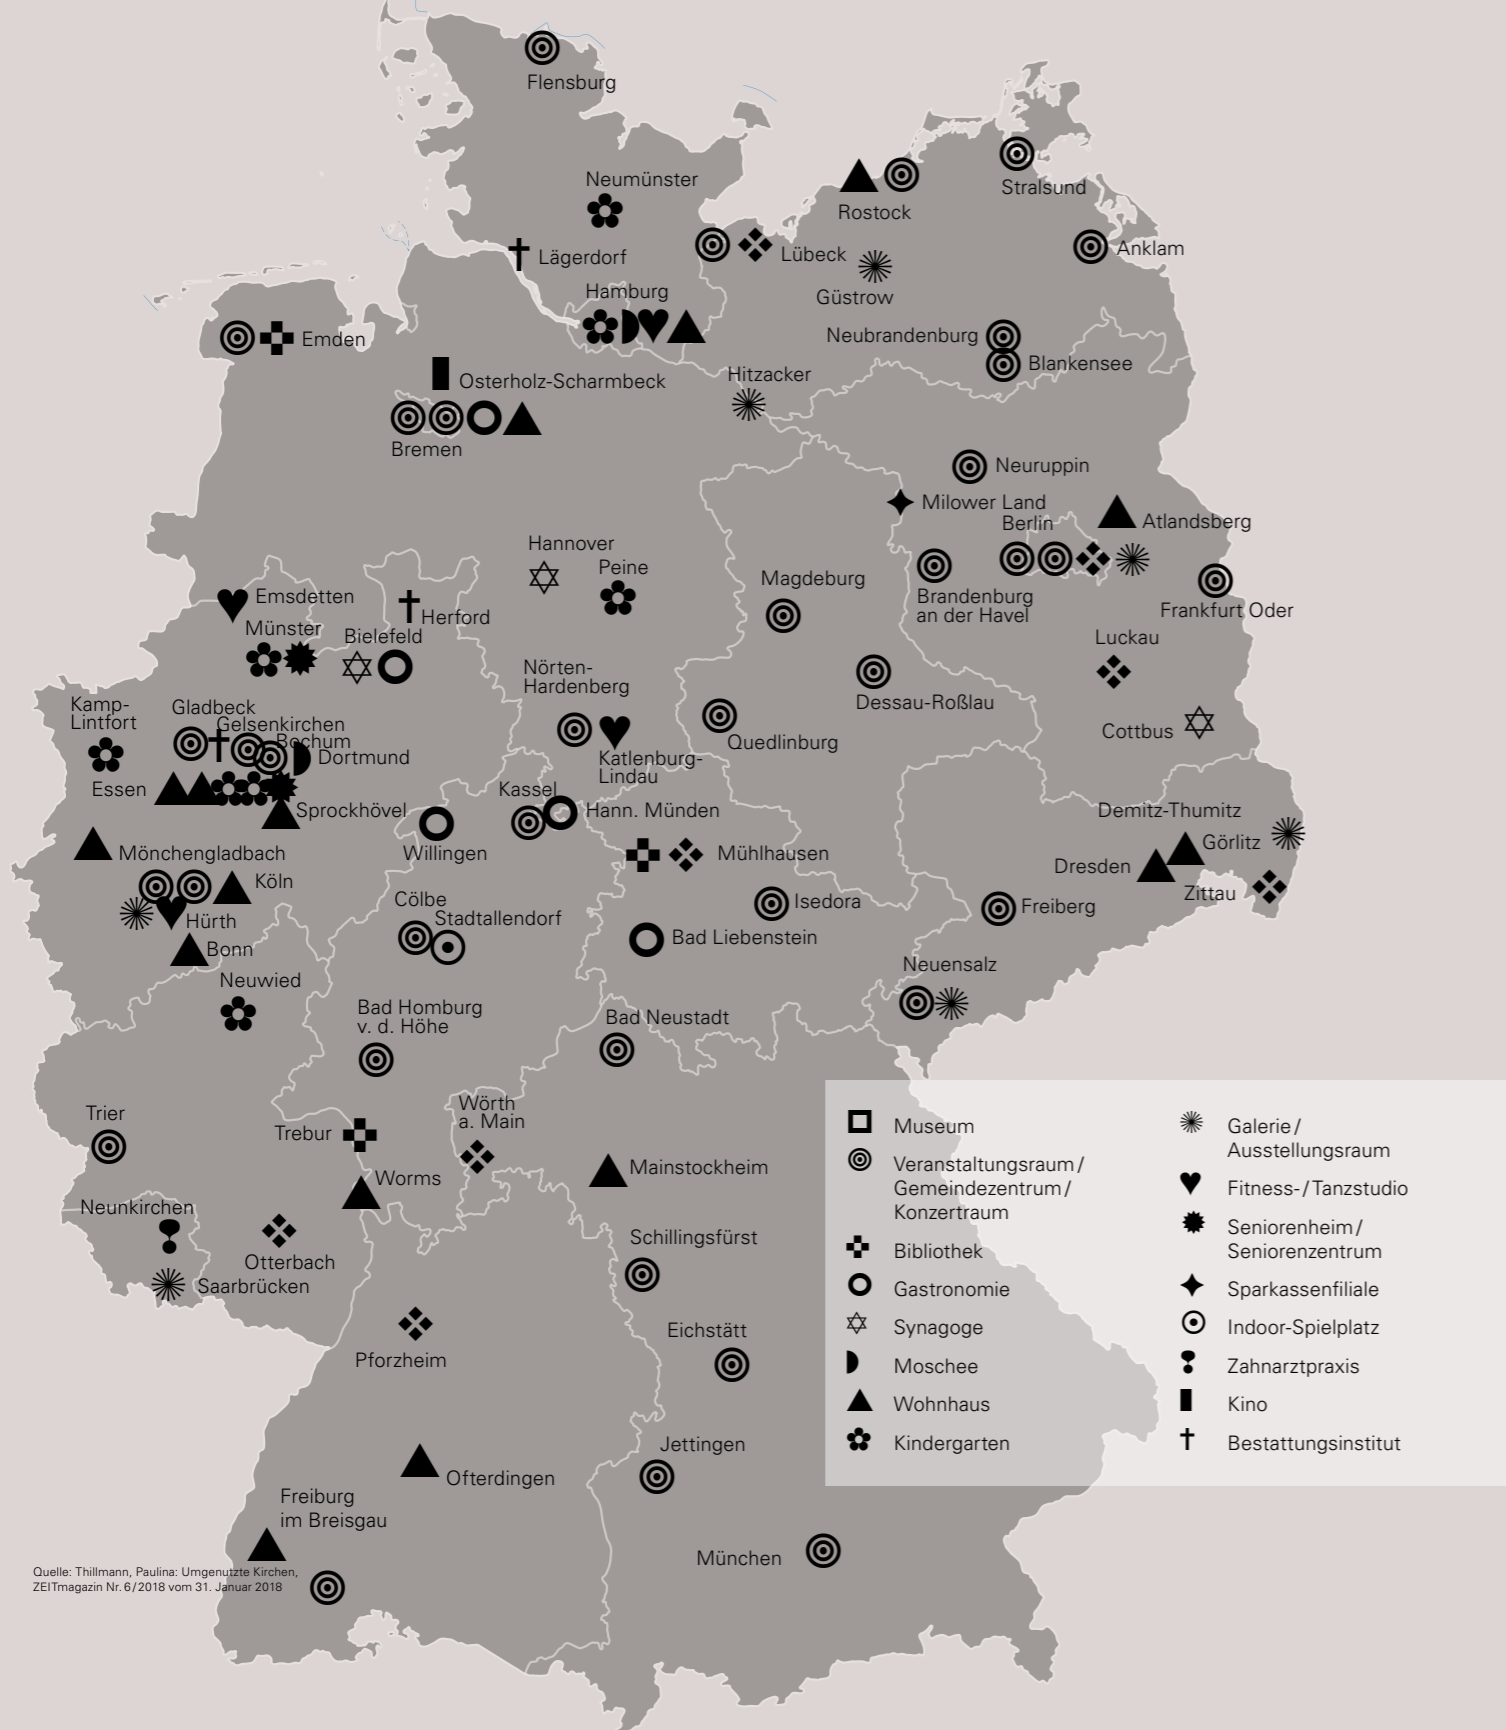 Flensburg
Neumünster
Stralsund
Rostock
Lägerdorf
Lübeck
Anklam
Güstrow
Hamburg
Emden
Neubrandenburg
Blankensee
Osterholz-Scharmbeck
Hitzacker
Bremen
Neuruppin
Milower Land
Berlin
Atlandsberg
Hannover
Peine
Magdeburg
Brandenburg
an der Havel
Frankfurt Oder
Emsdetten
Herford
Münster
Bielefeld
Luckau
Nörten-
Hardenberg
Dessau-Roßlau
Kamp-
Lintfort
Gladbeck
Gelsenkirchen
Bochum
Dortmund
Cottbus
Quedlinburg
Katlenburg-
Lindau
Essen
Sprockhövel
Kassel
Hann. Münden
Demitz-Thumitz
Willingen
Mönchengladbach
Mühlhausen
Görlitz
Dresden
Zittau
Köln
Cölbe
Stadtallendorf
Isedora
Freiberg
Hürth
Bonn
Bad Liebenstein
Neuwied
Neuensalz
Bad Homburg
v. d. Höhe
Bad Neustadt
Trier
Trebur
Wörth
a. Main
Worms
Mainstockheim
Neunkirchen
Otterbach
Saarbrücken
Schillingsfürst
Pforzheim
Eichstätt
Jettingen
Ofterdingen
Freiburg
im Breisgau
München
Museum
Veranstaltungsraum /
Gemeindezentrum /
Konzertraum
Bibliothek
Gastronomie
Synagoge
Moschee
Wohnhaus
Kindergarten
Galerie /
Ausstellungsraum
Fitness- / Tanzstudio
Seniorenheim /
Seniorenzentrum
Sparkassenfiliale
Indoor-Spielplatz
Zahnarztpraxis
Kino
Bestattungsinstitut
Quelle: Thillmann, Paulina: Umgenutzte Kirchen,
ZEITmagazin Nr. 6 / 2018 vom 31. Januar 2018